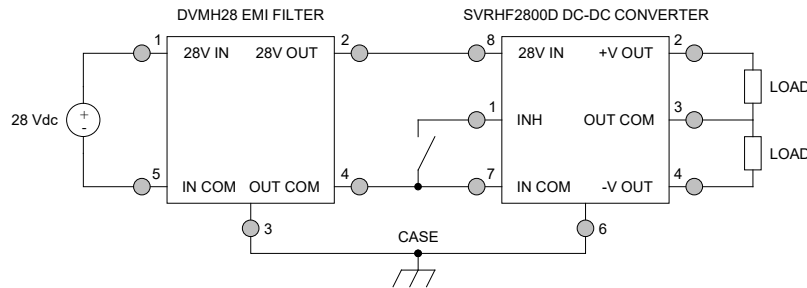 DVMH28 EMI FILTER
SVRHF2800D DC-DC CONVERTER
1
28V IN
28V OUT
2
8
28V IN
+V OUT
2
LOAD
28 Vdc
+
-
1
INH
OUT COM
3
LOAD
5
IN COM
OUT COM
4
7
IN COM
-V OUT
4
3
CASE
6